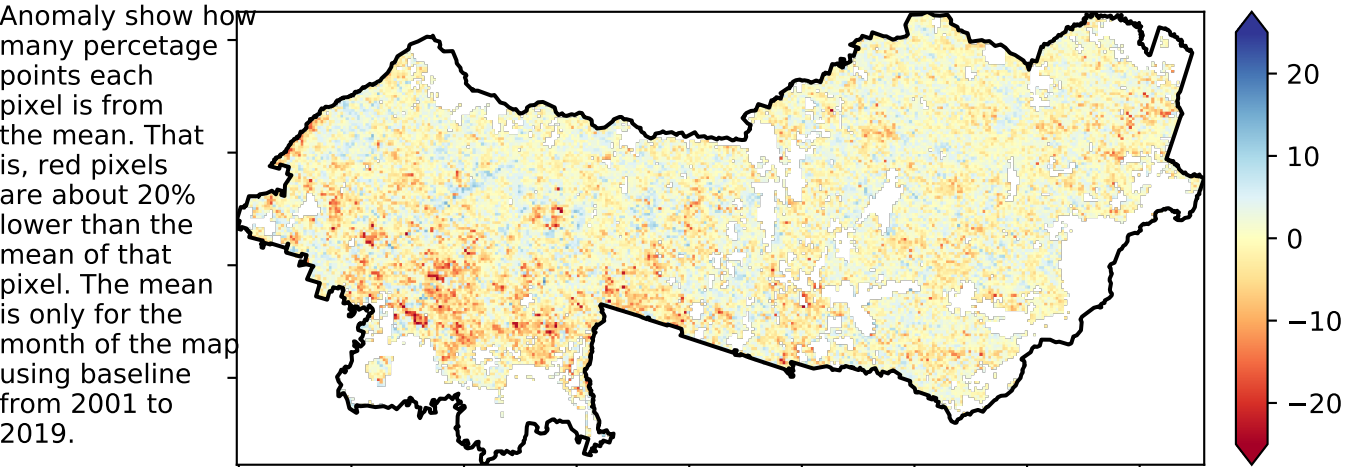 Anomaly show how
many percetage
points each
pixel is from
the mean. That
is, red pixels
are about 20%
lower than the
mean of that
pixel. The mean
is only for the
month of the map
using baseline
from 2001 to
2019.
20
10
0
−10
−20